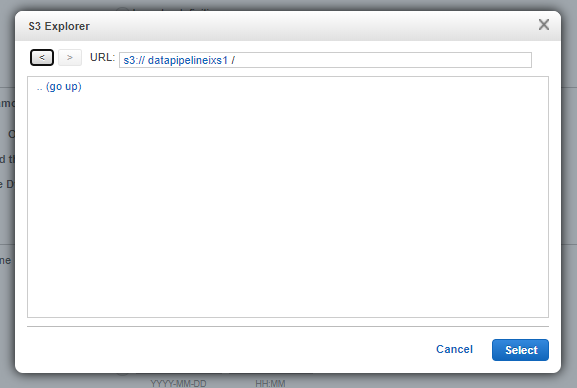 S3 Explorer
< > URL: s3:// datapipelineixs1 /
.. (go up)
Cancel Select
YYYY-MM-DD HH:MM